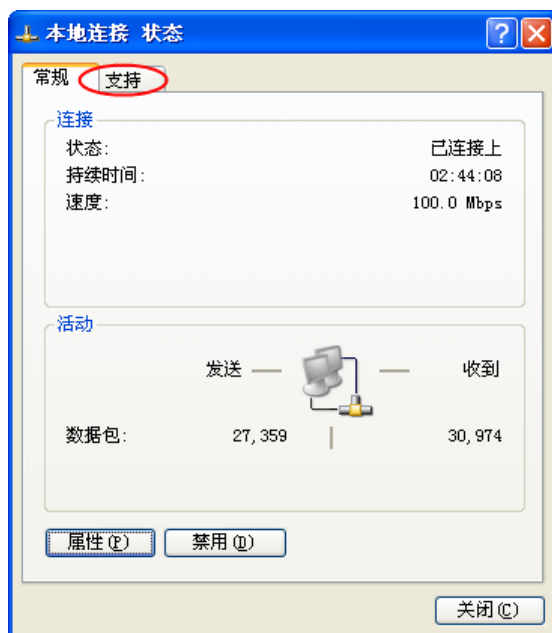 本地连接 状态
常规 支持
连接
状态: 已连接上
持续时间: 02:44:08
速度: 100.0 Mbps
活动
发送 收到
数据包: 27,359 30,974
属性(P) 禁用(D)
关闭(C)